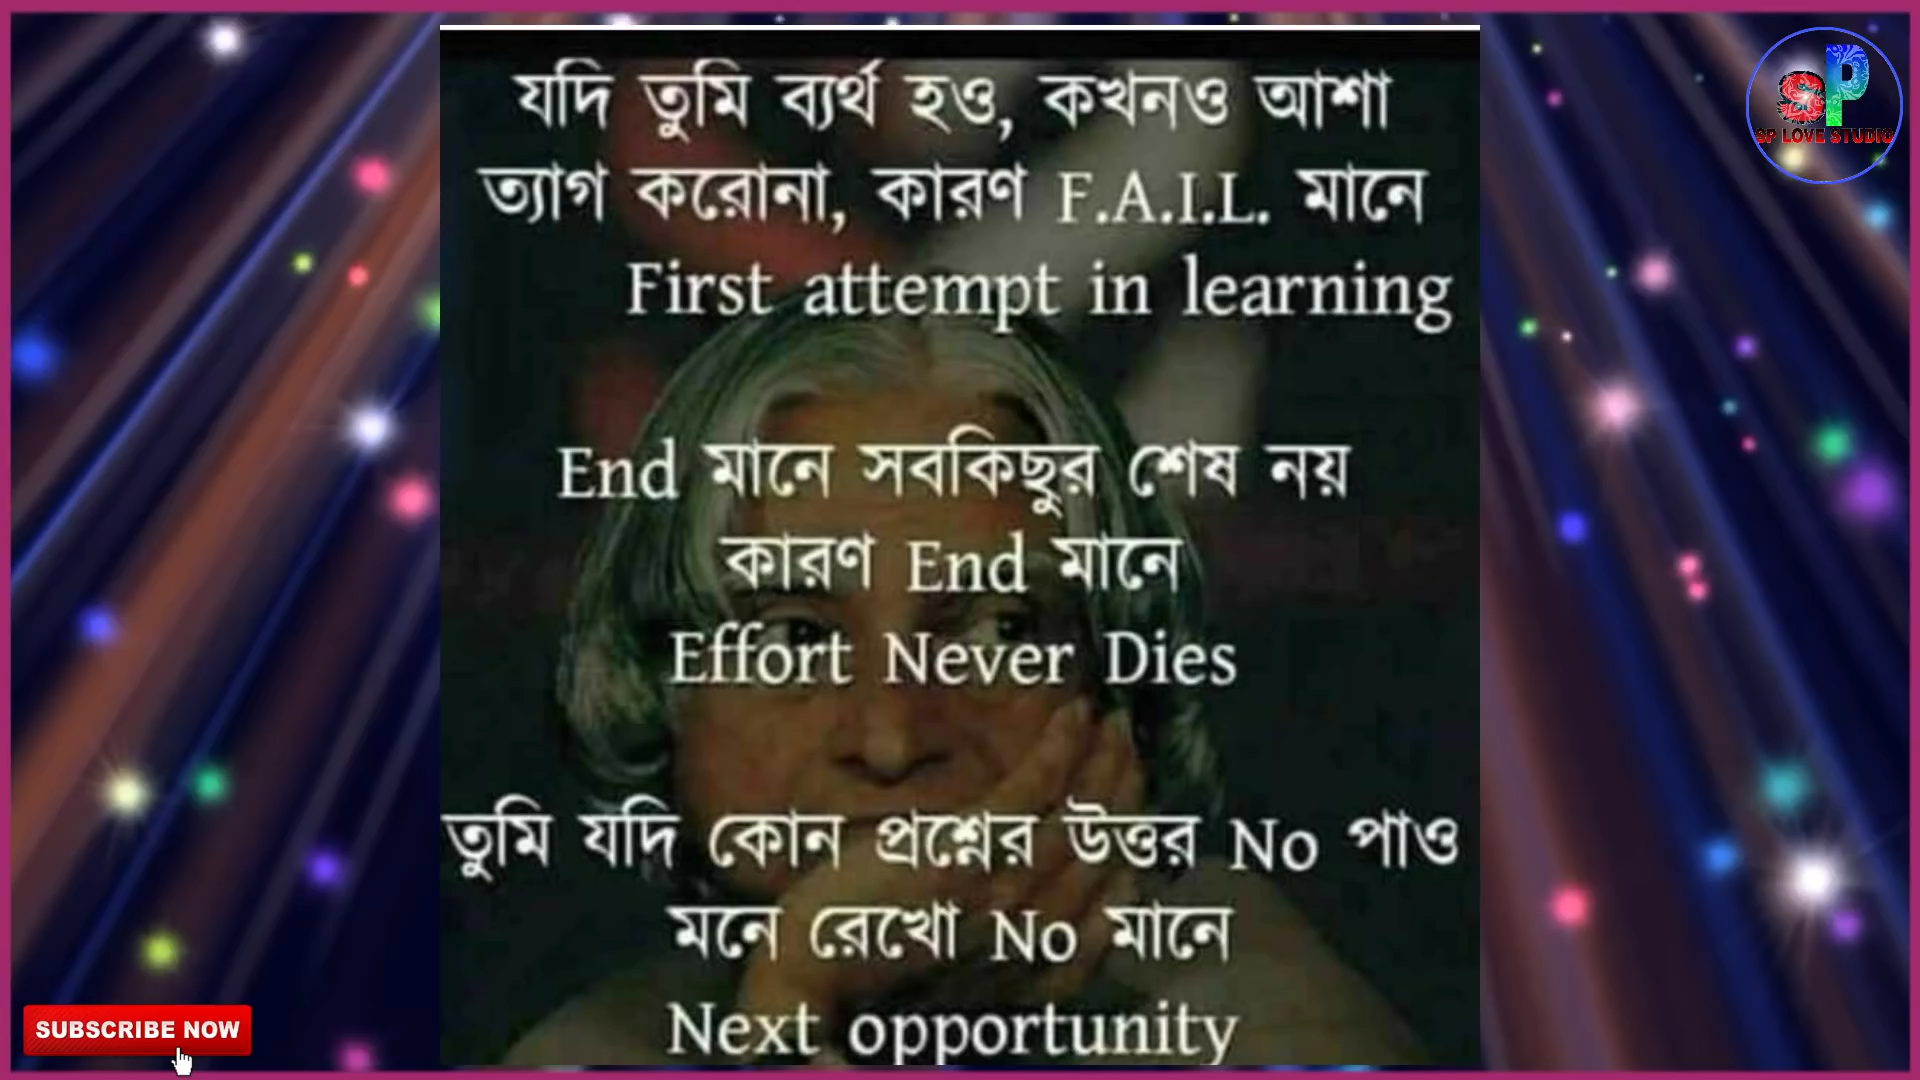 যদি তুমি ব্যর্থ হও, কখনও আশা
ত্যাগ করোনা, কারণ F.A.I.L. মানে
First attempt in learning
End মানে সবকিছুর শেষ নয়
কারণ End মানে
Effort Never Dies
তুমি যদি কোন প্রশ্নের উত্তর No পাও
মনে রেখো No মানে
Next opportunity
SP
SP LOVE STUDIO
SUBSCRIBE NOW